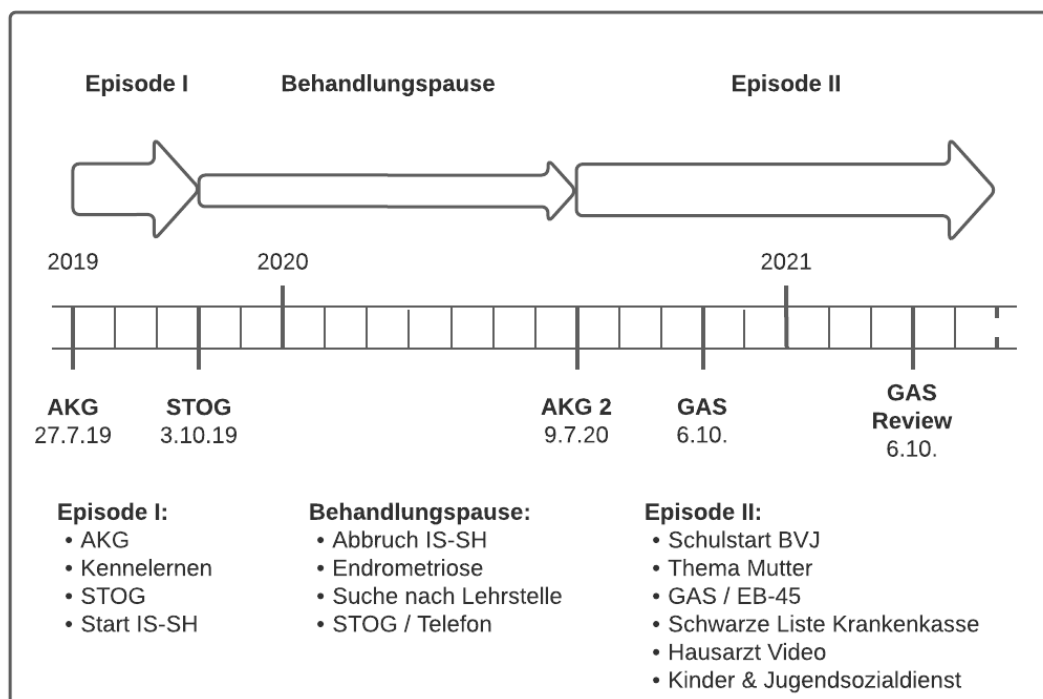 Episode I
Behandlungspause
Episode II
2019
2020
2021
AKG
27.7.19
STOG
3.10.19
AKG 2
9.7.20
GAS
6.10.
GAS
Review
6.10.
Episode I:
• AKG
• Kennelernen
• STOG
• Start IS-SH
Behandlungspause:
• Abbruch IS-SH
• Endrometriose
• Suche nach Lehrstelle
• STOG / Telefon
Episode II:
• Schulstart BVJ
• Thema Mutter
• GAS / EB-45
• Schwarze Liste Krankenkasse
• Hausarzt Video
• Kinder & Jugendsozialdienst